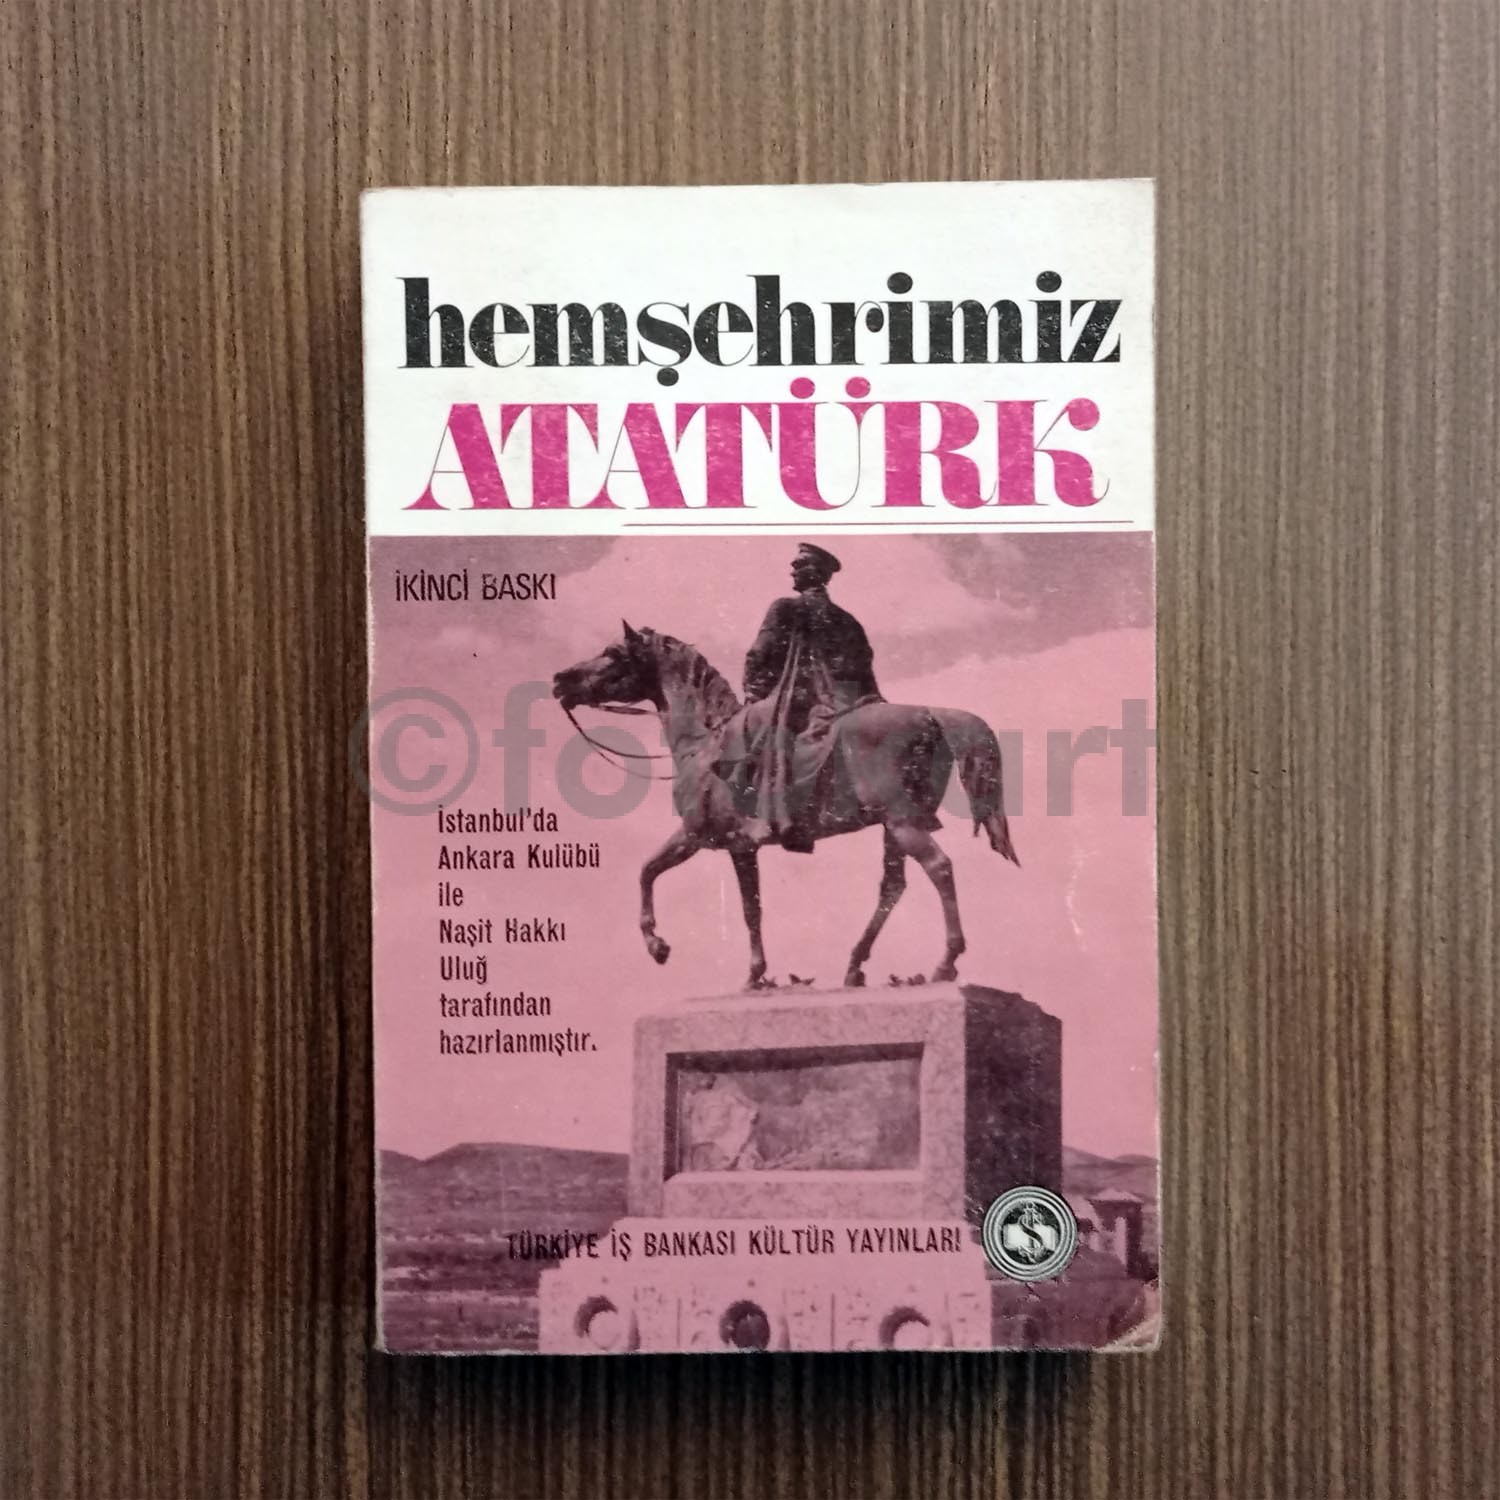 hemşehrimiz
ATATÜRK
İKİNCİ BASKI
İstanbul'da
Ankara Kulübü
ile
Naşit Hakkı
Uluğ
tarafından
hazırlanmıştır.
TÜRKİYE İŞ BANKASI KÜLTÜR YAYINLARI